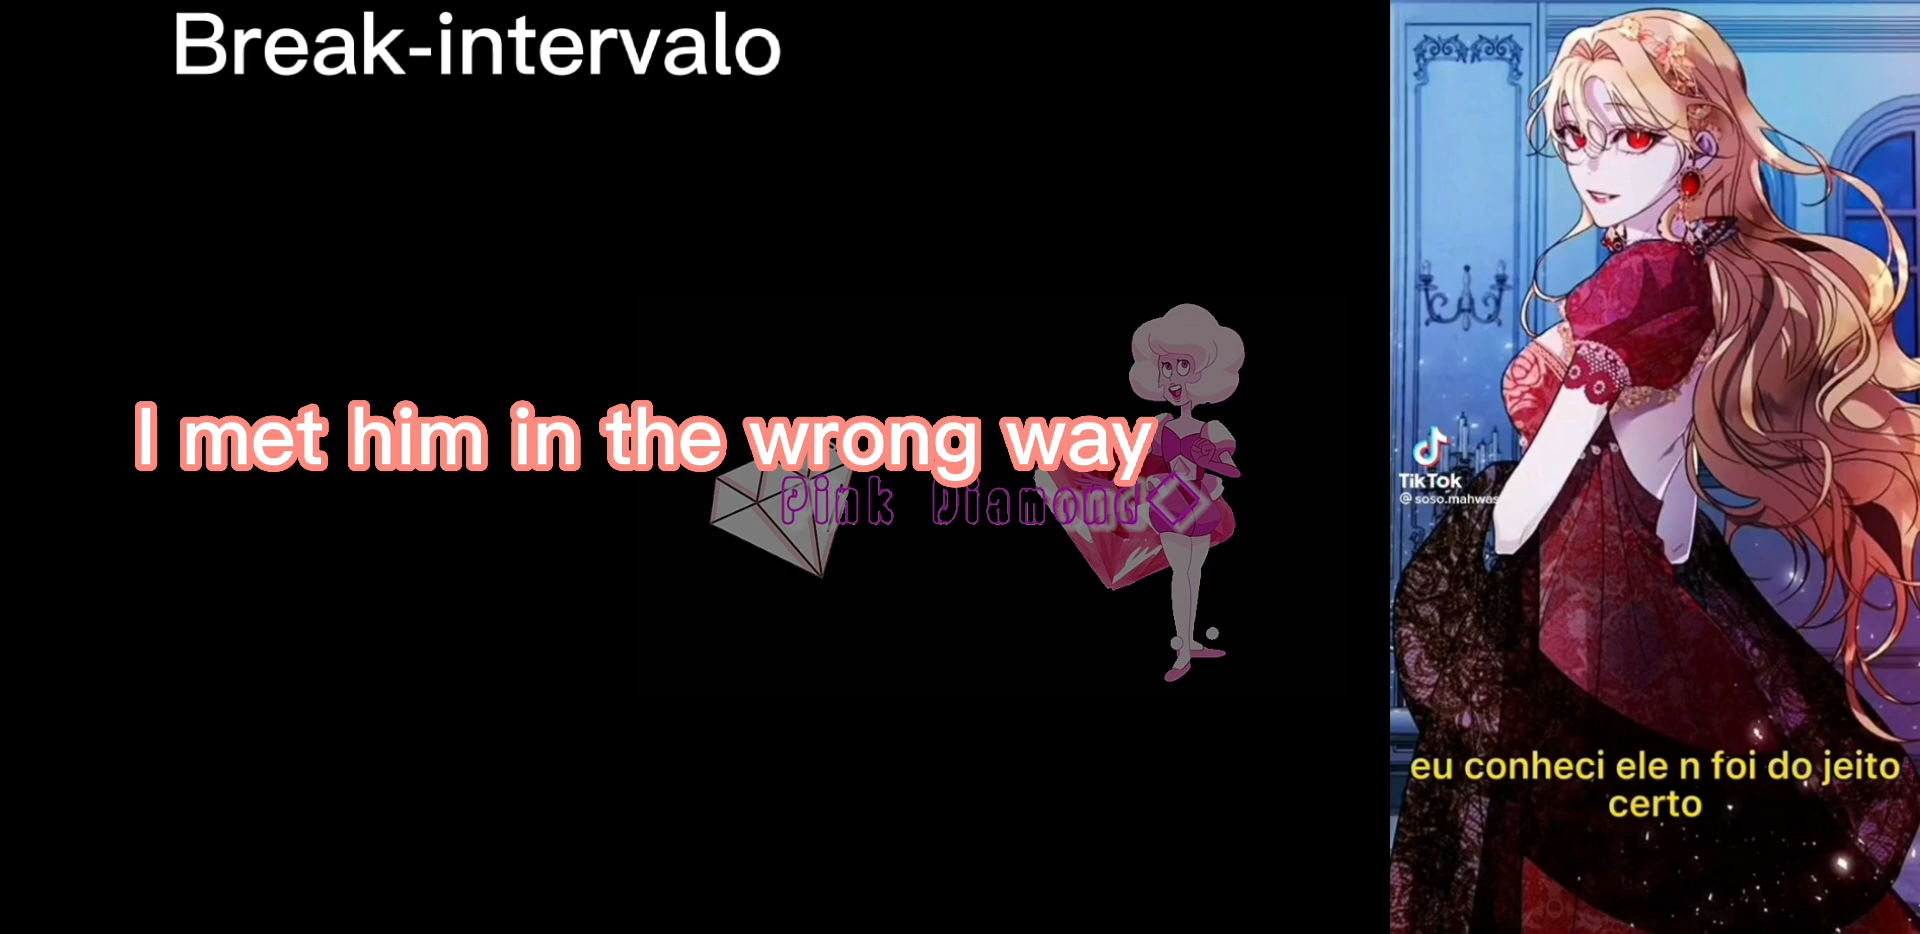 Break-intervalo
I met him in the wrong way
Pink Diamond
TikTok
@ soso.mahwas
eu conheci ele n foi do jeito
certo